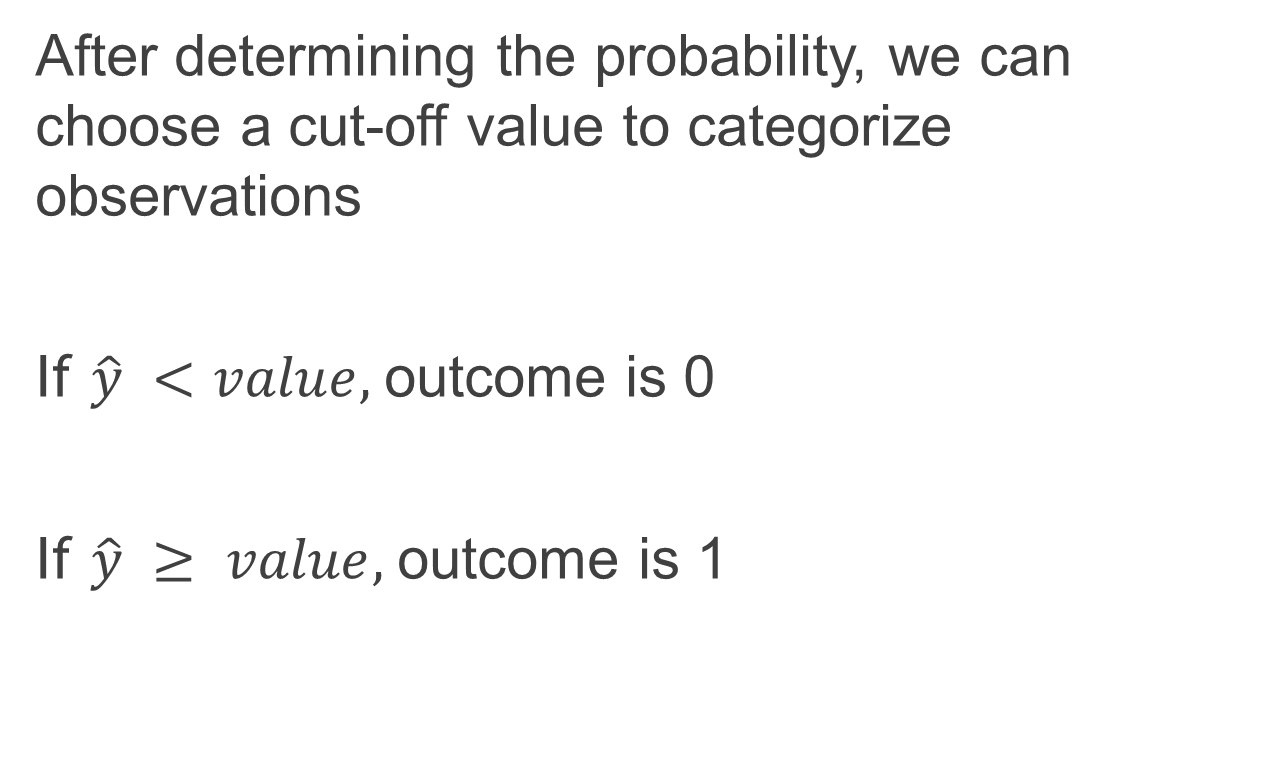 After determining the probability, we can
choose a cut-off value to categorize
observations
If ŷ < value, outcome is 0
If ŷ ≥ value, outcome is 1